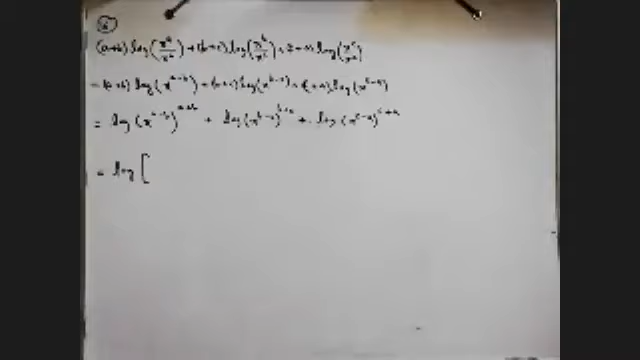 (a+b) log(x^a/x^b) + (b+c) log(x^b/x^c) + (c+a) log(x^c/x^a)
= (a+b) log(x^(a-b)) + (b+c) log(x^(b-c)) + (c+a) log(x^(c-a))
= log(x^(a-b))^(a+b) + log(x^(b-c))^(b+c) + log(x^(c-a))^(c+a)
= log [